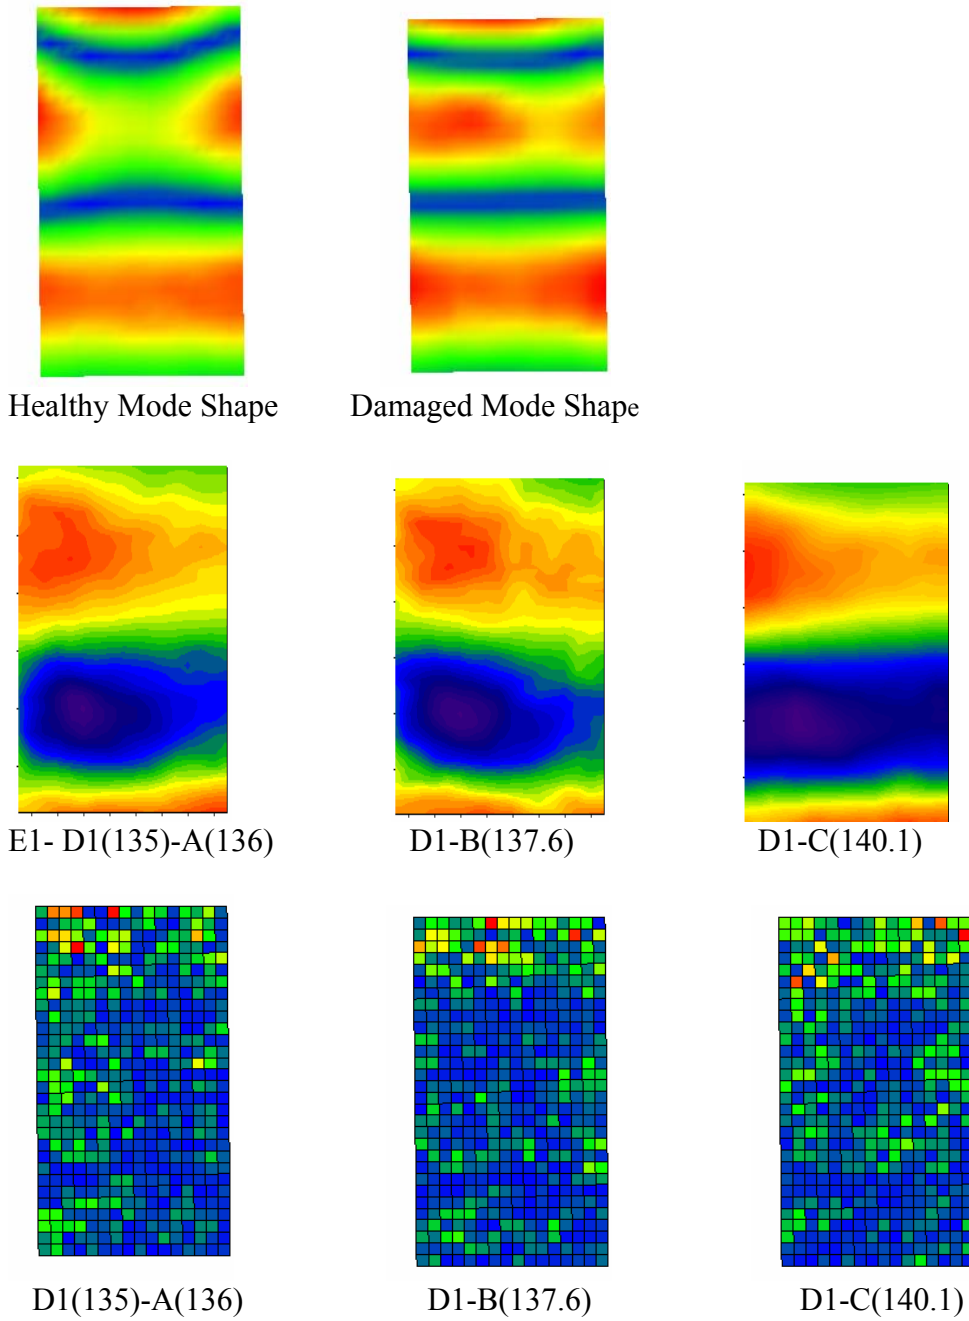 Healthy Mode Shape Damaged Mode Shape
E1- D1(135)-A(136) D1-B(137.6) D1-C(140.1)
D1(135)-A(136) D1-B(137.6) D1-C(140.1)